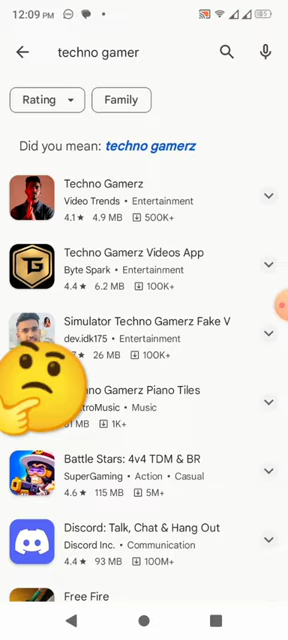 12:09 PM
techno gamer
Rating
Family
Did you mean: techno gamerz
Techno Gamerz
Video Trends • Entertainment
4.1★ 4.9 MB 500K+
Techno Gamerz Videos App
TG
Byte Spark • Entertainment
4.4★ 6.2 MB 100K+
Simulator Techno Gamerz Fake V
dev.idk175 • Entertainment
26 MB 100K+
Gamerz Piano Tiles
• Music
MB 1K+
Battle Stars: 4v4 TDM & BR
SuperGaming • Action • Casual
4.6★ 115 MB 5M+
Discord: Talk, Chat & Hang Out
Discord Inc. • Communication
4.4★ 93 MB 100M+
Free Fire